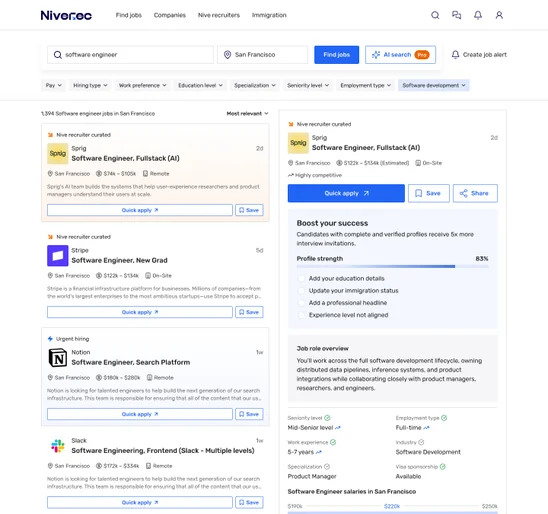 Niverec
Find jobs Companies Nive recruiters Immigration
software engineer San Francisco Find jobs AI search Pro Create job alert
Pay Hiring type Work preference Education level Specialization Seniority level Employment type Software development
1,394 Software engineer jobs in San Francisco Most relevant
Nive recruiter curated
Sprig
Sprig 2d
Software Engineer, Fullstack (AI)
San Francisco $74k – $105k Remote
Sprig's AI team builds the systems that help user-experience researchers and product
managers understand their users at scale.
Quick apply Save
Nive recruiter curated
Stripe 5d
Software Engineer, New Grad
San Francisco $122k – $134k On-Site
Stripe is a financial infrastructure platform for businesses. Millions of companies—from
the world's largest enterprises to the most ambitious startups—use Stripe to accept p...
Quick apply Save
Urgent hiring
Notion 1w
Software Engineer, Search Platform
San Francisco $180k – $280k Remote
Notion is looking for talented engineers to help build the next generation of our search
infrastructure. This team is responsible for ensuring that all of the content that our us...
Quick apply Save
Slack 1w
Software Engineering, Frontend (Slack - Multiple levels)
San Francisco $172k – $334k Remote
Notion is looking for talented engineers to help build the next generation of our search
infrastructure. This team is responsible for ensuring that all of the content that our us...
Quick apply Save
Nive recruiter curated
Sprig
Sprig 2d
Software Engineer, Fullstack (AI)
San Francisco $122k – $134k (Estimated) On-Site
Highly competitive
Quick apply Save Share
Boost your success
Candidates with complete and verified profiles receive 5x more
interview invitations.
Profile strength 83%
Add your education details
Update your immigration status
Add a professional headline
Experience level not aligned
Job role overview
You'll work across the full software development lifecycle, owning
distributed data pipelines, inference systems, and product
integrations while collaborating closely with product managers,
researchers, and engineers.
Seniority level Employment type
Mid-Senior level Full-time
Work experience Industry
5-7 years Software Development
Specialization Visa sponsorship
Product Manager Available
Software Engineer salaries in San Francisco
$190k $220k $250k